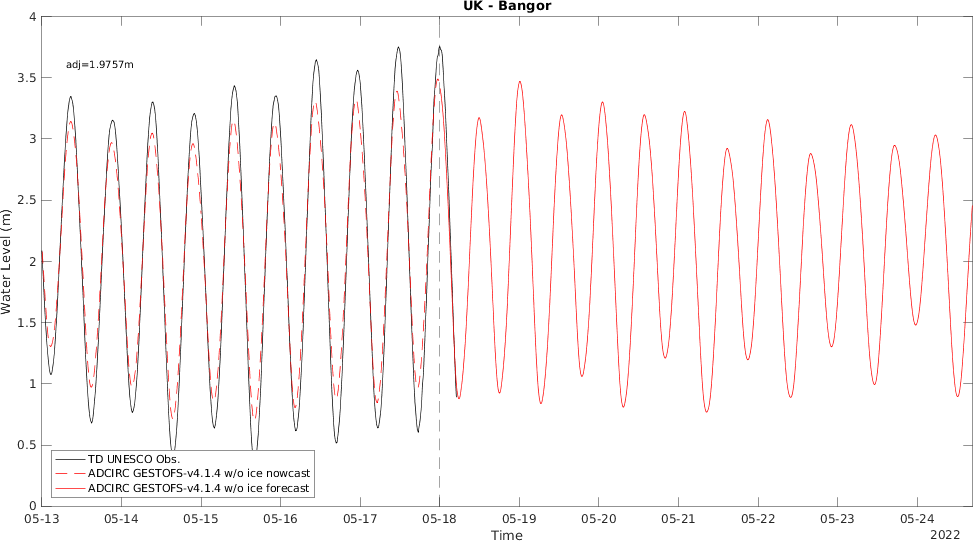 UK - Bangor
adj=1.9757m
Water Level (m)
4
3.5
3
2.5
2
1.5
1
0.5
0
TD UNESCO Obs.
ADCIRC GESTOFS-v4.1.4 w/o ice nowcast
ADCIRC GESTOFS-v4.1.4 w/o ice forecast
05-13 05-14 05-15 05-16 05-17 05-18 05-19 05-20 05-21 05-22 05-23 05-24
Time
2022